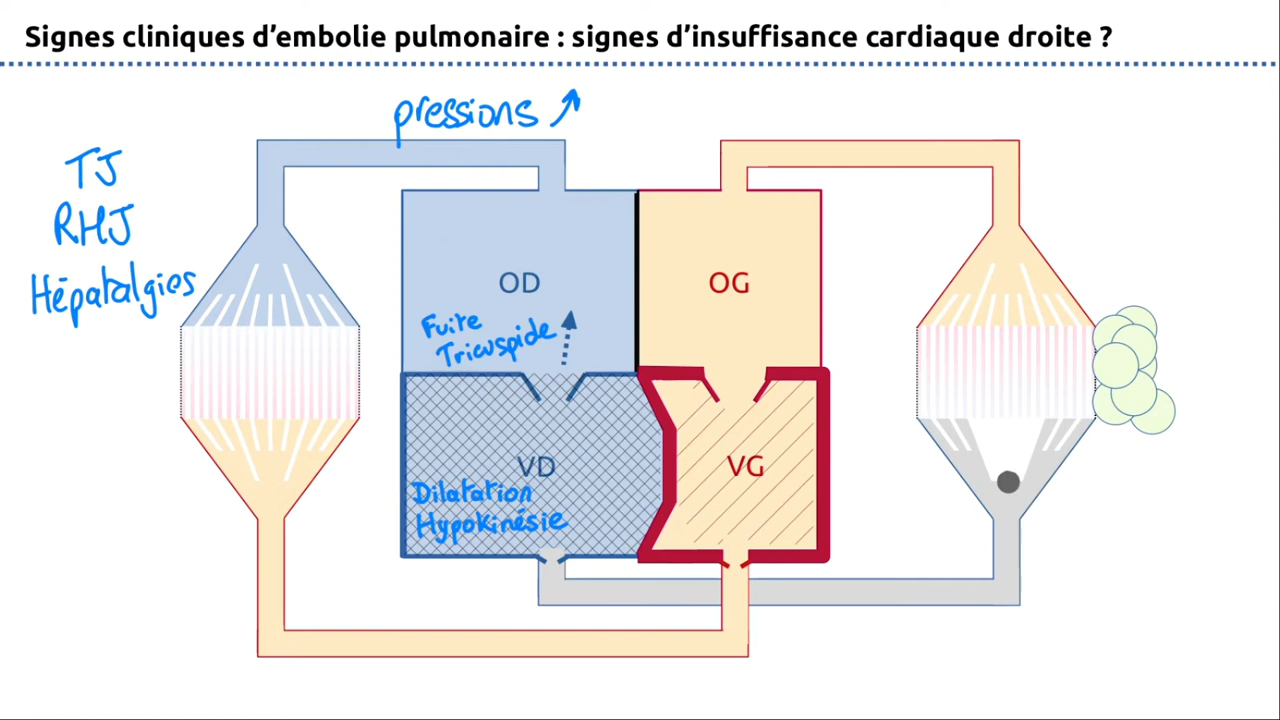 Signes cliniques d’embolie pulmonaire : signes d’insuffisance cardiaque droite ?
pressions ↗
TJ
RHJ
Hépatalgies
OD
OG
Fuite
Tricuspide
VD
VG
Dilatation
Hypokinésie